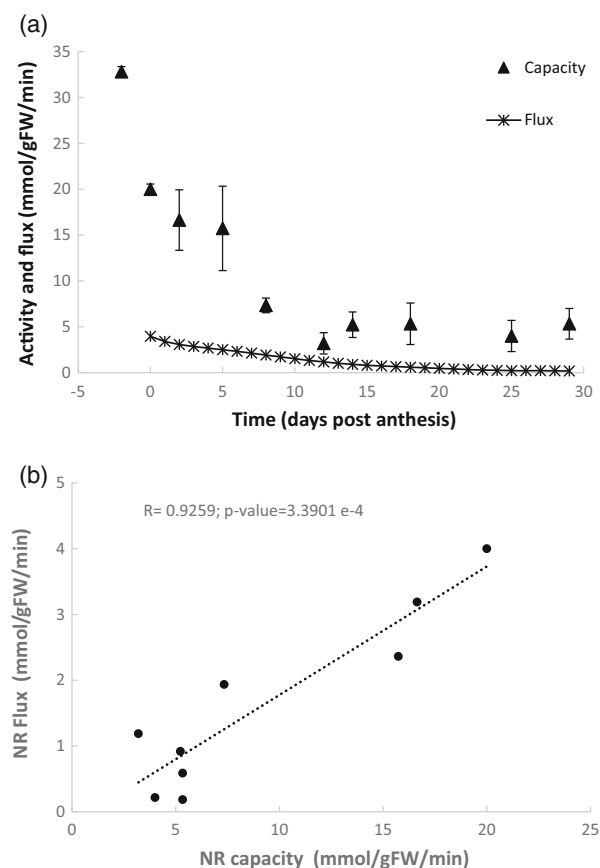 (a)
35
30
25
20
15
10
5
0
Activity and flux (mmol/gFW/min)
Capacity
Flux
-5 0 5 10 15 20 25 30
Time (days post anthesis)
(b)
5
4
3
2
1
0
NR Flux (mmol/gFW/min)
R= 0.9259; p-value=3.3901 e-4
0 5 10 15 20 25
NR capacity (mmol/gFW/min)